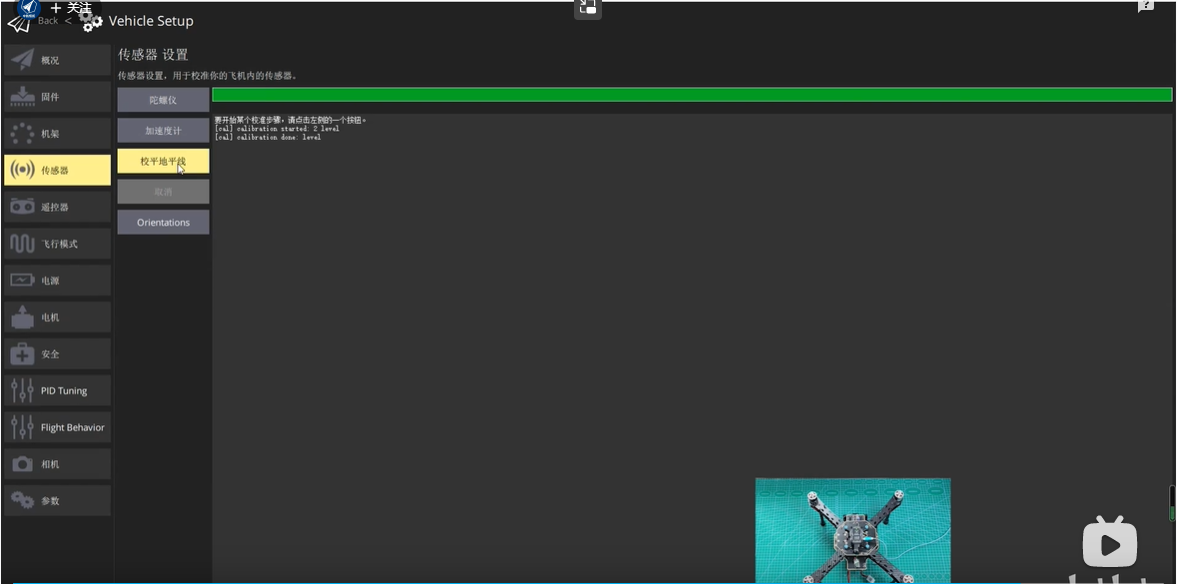 + 关注
Back < Vehicle Setup
概况
固件
机架
传感器
遥控器
飞行模式
电源
电机
安全
PID Tuning
Flight Behavior
相机
参数
传感器 设置
传感器设置，用于校准你的飞机内的传感器。
陀螺仪
加速度计
校平地平线
取消
Orientations
要开始某个校准步骤，请点击左侧的一个按钮。
[cal] calibration started: 2 level
[cal] calibration done: level
?